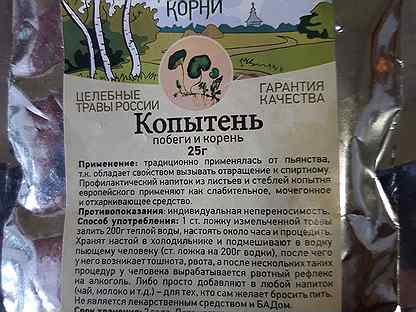 КОРНИ
ЦЕЛЕБНЫЕ
ТРАВЫ РОССИИ
ГАРАНТИЯ
КАЧЕСТВА
Копытень
побеги и корень
25г
Применение: традиционно применялась от пьянства,
т.к. обладает свойством вызывать отвращение к спиртному.
Профилактический напиток из листьев и стеблей копытня
европейского применяют как слабительное, мочегонное
и отхаркивающее средство.
Противопоказания: индивидуальная непереносимость.
Способ употребления: 1 ст. ложку измельченной травы
залить 200г теплой воды, настоять около часа и процедить.
Хранят настой в холодильнике и подмешивают в водку
пьющему человеку (ст. ложка на 200г водки), после чего
у него возникает тошнота, рвота, а после нескольких таких
процедур у человека вырабатывается рвотный рефлекс
на алкоголь. Либо просто добавляют в любой напиток
(чай, молоко и т.д.) – для тех, кто сам желает бросить пить.
Не является лекарственным средством и БАДом.
Срок хранения: 2 года.